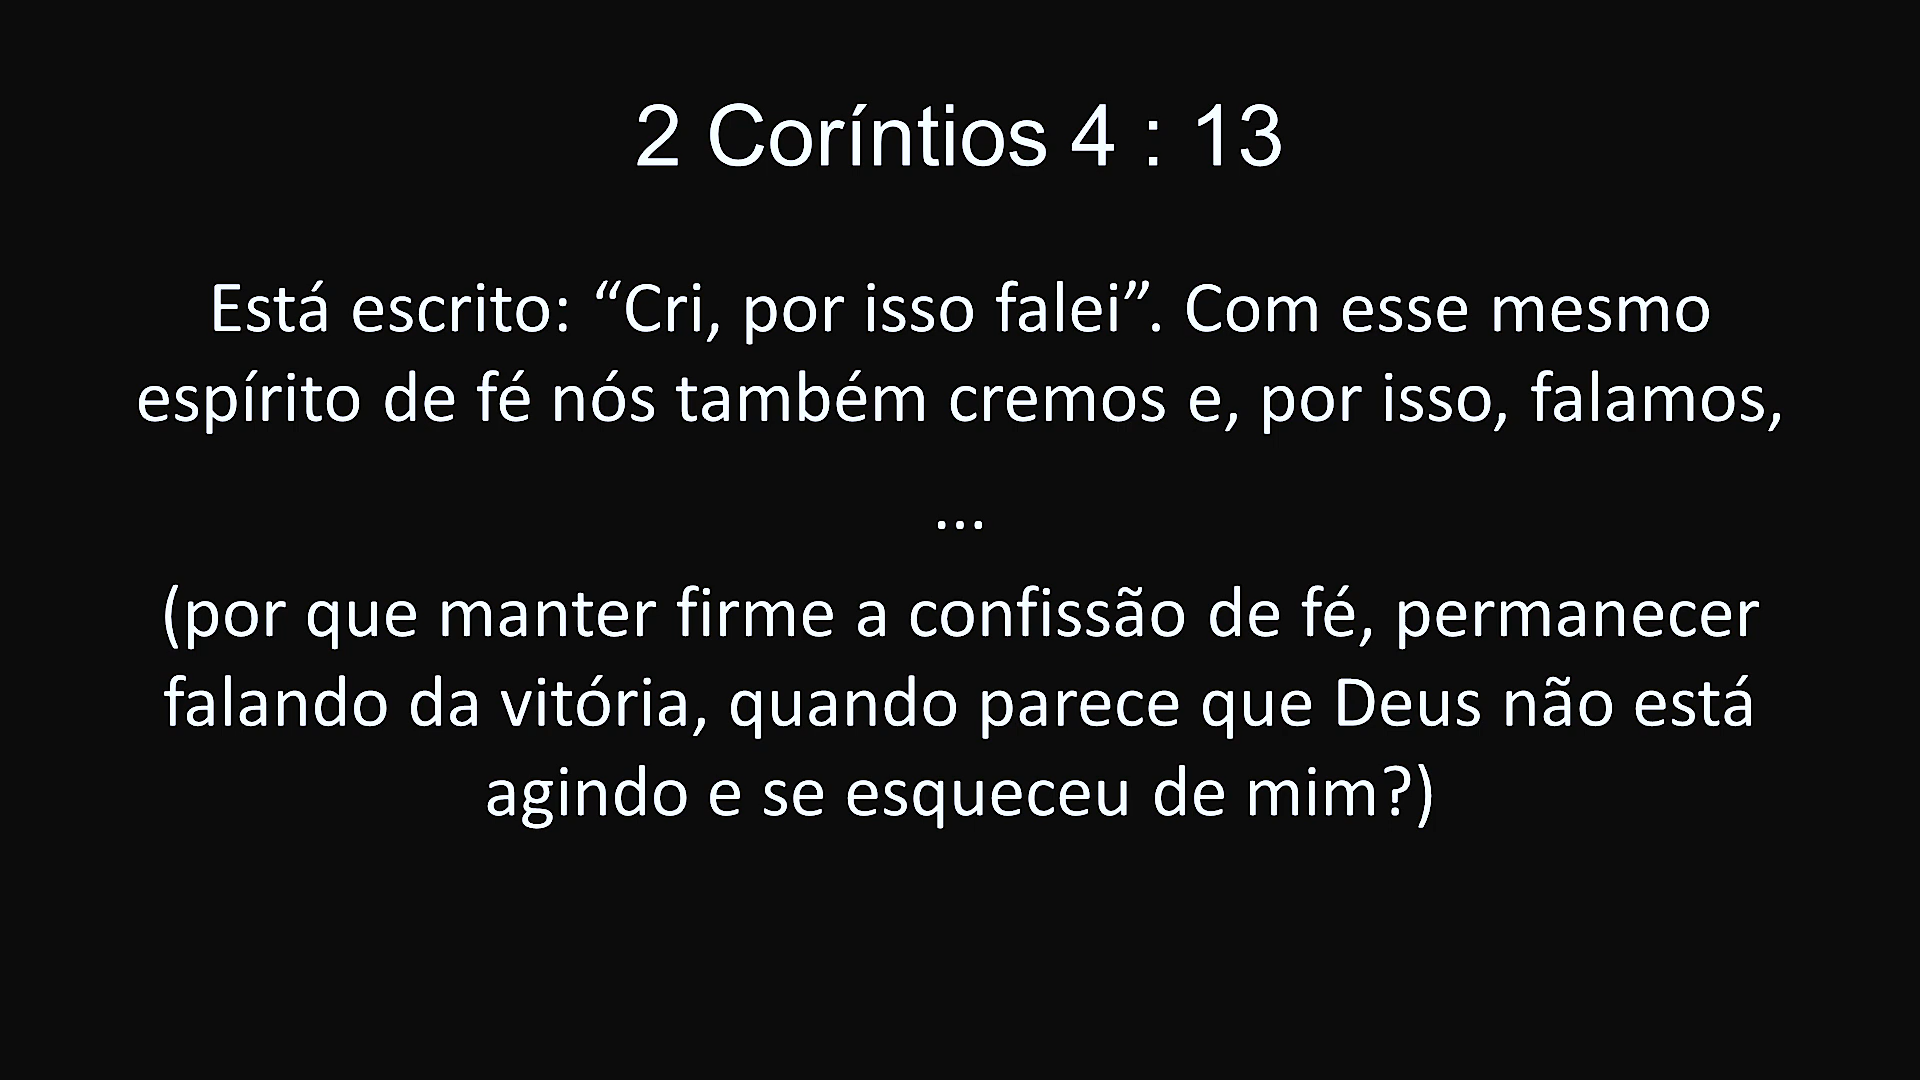 2 Coríntios 4 : 13
Está escrito: “Cri, por isso falei”. Com esse mesmo
espírito de fé nós também cremos e, por isso, falamos,
...
(por que manter firme a confissão de fé, permanecer
falando da vitória, quando parece que Deus não está
agindo e se esqueceu de mim?)